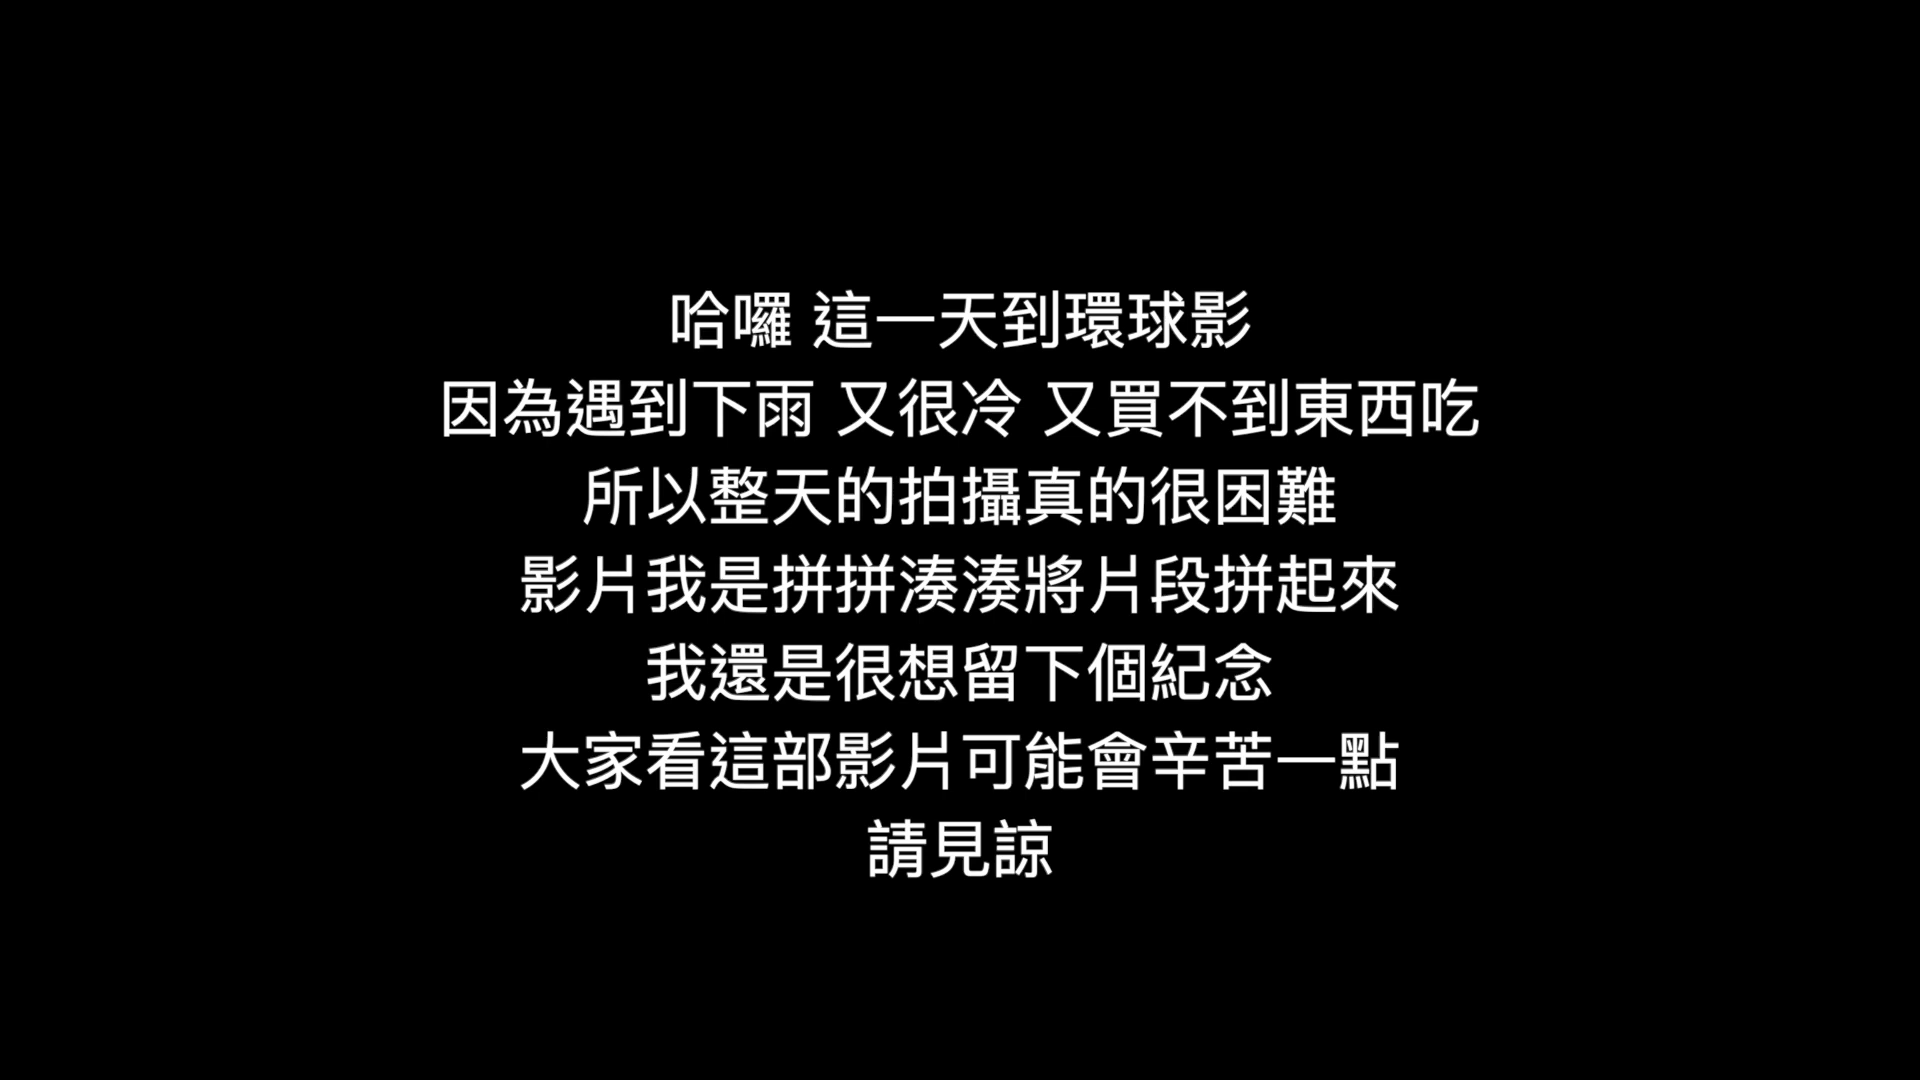 哈囉 這一天到環球影
因為遇到下雨 又很冷 又買不到東西吃
所以整天的拍攝真的很困難
影片我是拼拼湊湊將片段拼起來
我還是很想留下個紀念
大家看這部影片可能會辛苦一點
請見諒